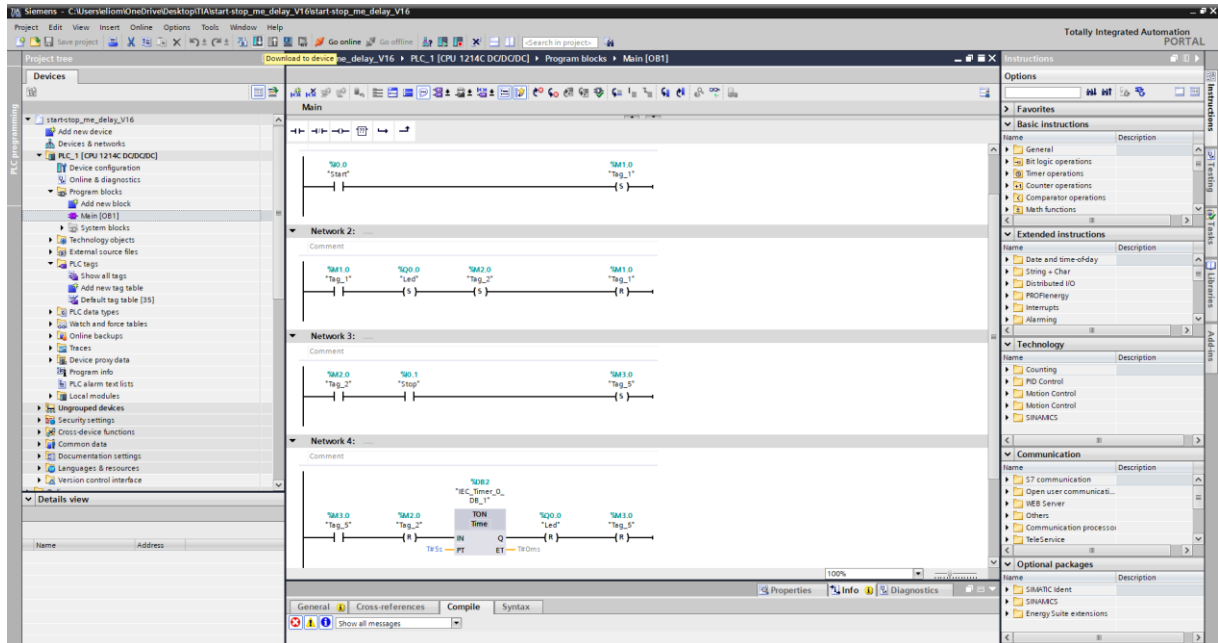 Siemens - C:\Users\eliom\OneDrive\Desktop\TIA\start-stop_me_delay_V16\start-stop_me_delay_V16
Project Edit View Insert Online Options Tools Window Help
Totally Integrated Automation
PORTAL
Save project Go online Go offline <Search in project>
Project tree
Download to device
me_delay_V16 ▸ PLC_1 [CPU 1214C DC/DC/DC] ▸ Program blocks ▸ Main [OB1]
Instructions
Devices
Options
PLC programming
start-stop_me_delay_V16
Add new device
Devices & networks
PLC_1 [CPU 1214C DC/DC/DC]
Device configuration
Online & diagnostics
Program blocks
Add new block
Main [OB1]
System blocks
Technology objects
External source files
PLC tags
Show all tags
Add new tag table
Default tag table [35]
PLC data types
Watch and force tables
Online backups
Traces
Device proxy data
Program info
PLC alarm text lists
Local modules
Ungrouped devices
Security settings
Cross-device functions
Common data
Documentation settings
Languages & resources
Version control interface
Details view
Name Address
Main
%I0.0 %M1.0
"Start" "Tag_1"
S
Network 2: .....
Comment
%M1.0 %Q0.0 %M2.0 %M1.0
"Tag_1" "Led" "Tag_2" "Tag_1"
S S R
Network 3: .....
Comment
%M2.0 %I0.1 %M3.0
"Tag_2" "Stop" "Tag_5"
S
Network 4: .....
Comment
%DB2
"IEC_Timer_0_
DB_1"
%M3.0 %M2.0 TON %Q0.0 %M3.0
"Tag_5" "Tag_2" Time "Led" "Tag_5"
R IN Q R R
T#5s PT ET T#0ms
100%
Properties Info Diagnostics
General Cross-references Compile Syntax
Show all messages
Favorites
Basic instructions
Name Description
General
Bit logic operations
Timer operations
Counter operations
Comparator operations
Math functions
Extended instructions
Name Description
Date and time-of-day
String + Char
Distributed I/O
PROFIenergy
Interrupts
Alarming
Technology
Name Description
Counting
PID Control
Motion Control
Motion Control
SINAMICS
Communication
Name Description
S7 communication
Open user communicati...
WEB Server
Others
Communication processor
TeleService
Optional packages
Name Description
SIMATIC Ident
SINAMICS
Energy Suite extensions
Instructions
Testing
Tasks
Libraries
Add-ins